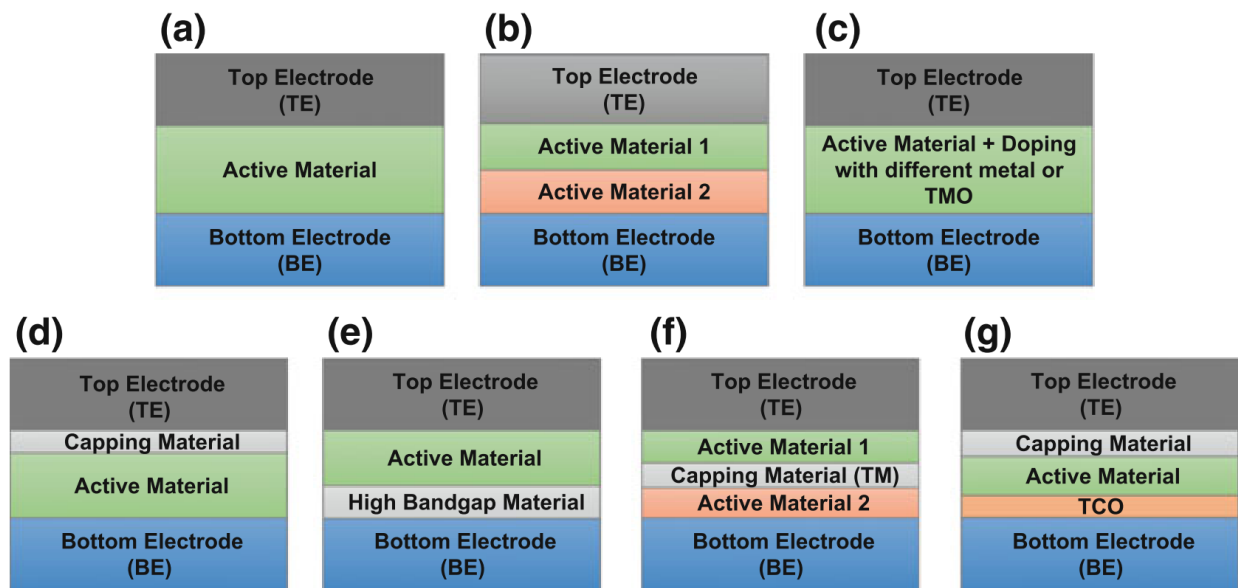 (a)
Top Electrode
(TE)
Active Material
Bottom Electrode
(BE)
(b)
Top Electrode
(TE)
Active Material 1
Active Material 2
Bottom Electrode
(BE)
(c)
Top Electrode
(TE)
Active Material + Doping
with different metal or
TMO
Bottom Electrode
(BE)
(d)
Top Electrode
(TE)
Capping Material
Active Material
Bottom Electrode
(BE)
(e)
Top Electrode
(TE)
Active Material
High Bandgap Material
Bottom Electrode
(BE)
(f)
Top Electrode
(TE)
Active Material 1
Capping Material (TM)
Active Material 2
Bottom Electrode
(BE)
(g)
Top Electrode
(TE)
Capping Material
Active Material
TCO
Bottom Electrode
(BE)